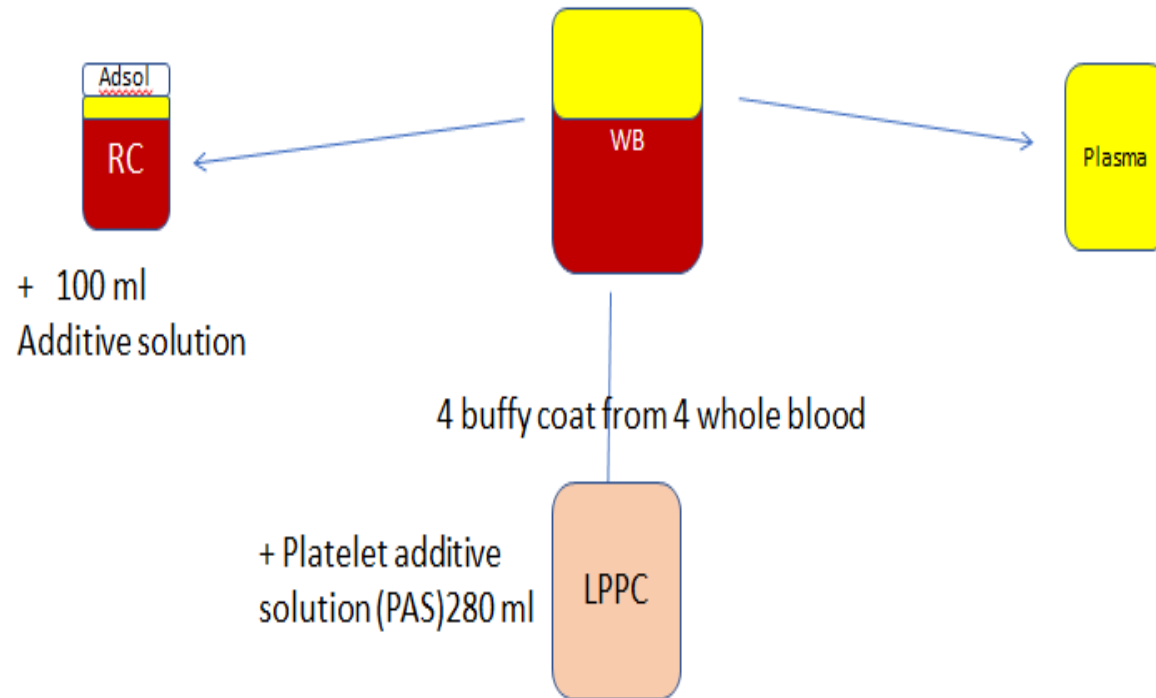 Adsol
RC
WB
Plasma
+ 100 ml
Additive solution
4 buffy coat from 4 whole blood
+ Platelet additive
solution (PAS)280 ml
LPPC